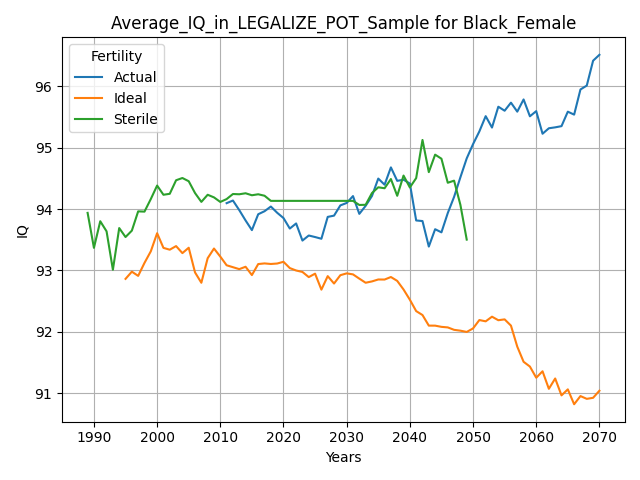 Average_IQ_in_LEGALIZE_POT_Sample for Black_Female
Fertility
Actual
Ideal
Sterile
IQ
96
95
94
93
92
91
1990 2000 2010 2020 2030 2040 2050 2060 2070
Years